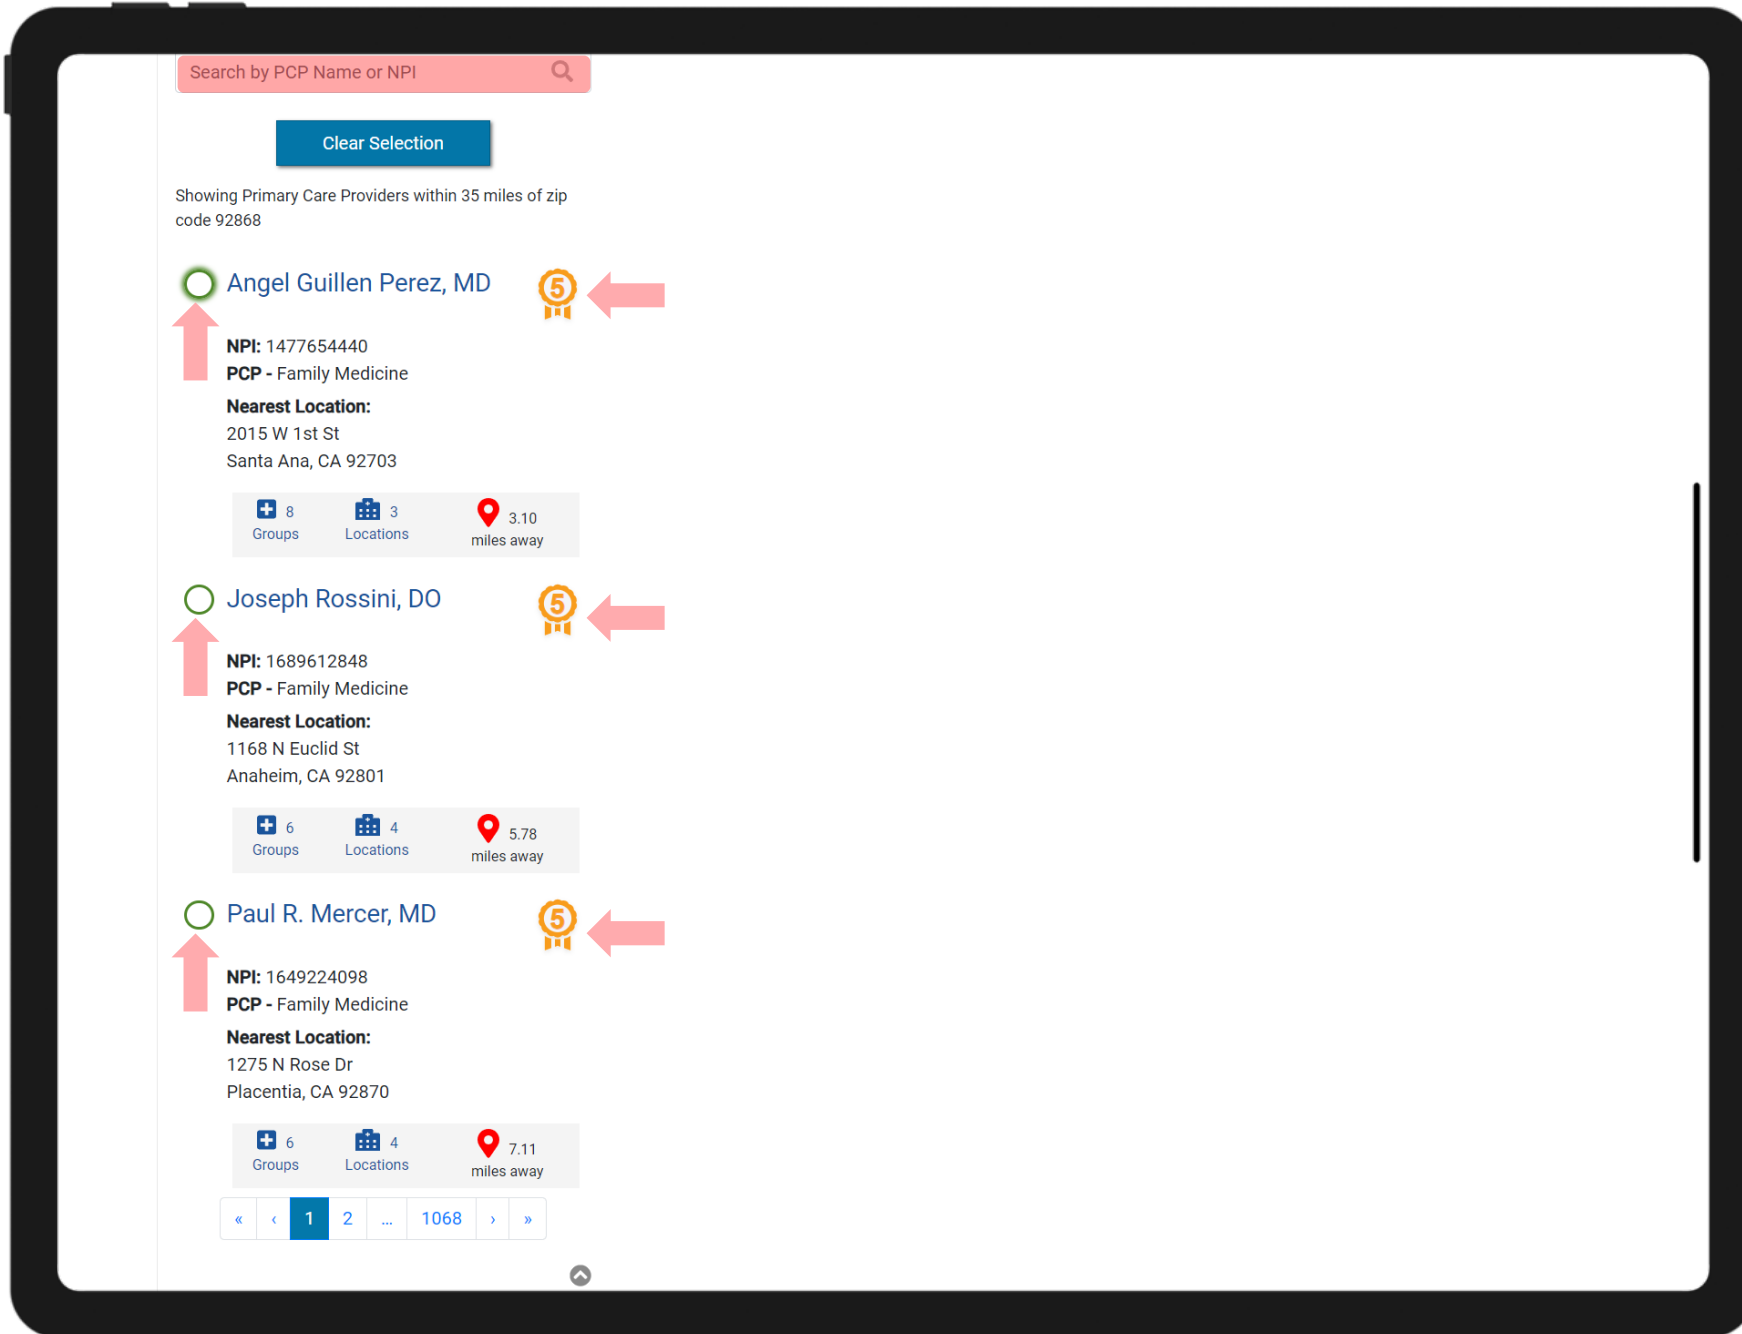 Search by PCP Name or NPI
Clear Selection
Showing Primary Care Providers within 35 miles of zip
code 92868
Angel Guillen Perez, MD
5
NPI: 1477654440
PCP - Family Medicine
Nearest Location:
2015 W 1st St
Santa Ana, CA 92703
8
Groups
3
Locations
3.10
miles away
Joseph Rossini, DO
5
NPI: 1689612848
PCP - Family Medicine
Nearest Location:
1168 N Euclid St
Anaheim, CA 92801
6
Groups
4
Locations
5.78
miles away
Paul R. Mercer, MD
5
NPI: 1649224098
PCP - Family Medicine
Nearest Location:
1275 N Rose Dr
Placentia, CA 92870
6
Groups
4
Locations
7.11
miles away
« ‹ 1 2 ... 1068 › »